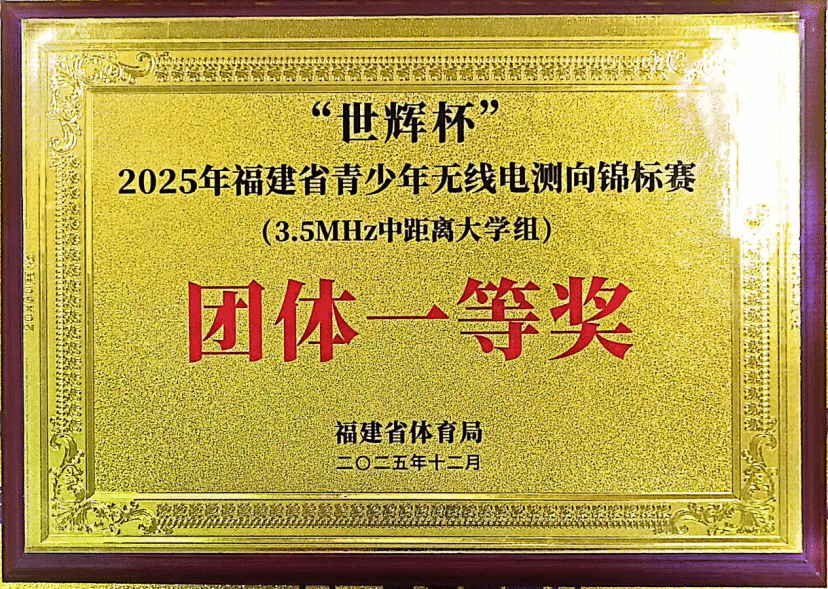 “世辉杯”
2025年福建省青少年无线电测向锦标赛
（3.5MHz中距离大学组）
团体一等奖
福建省体育局
二〇二五年十二月